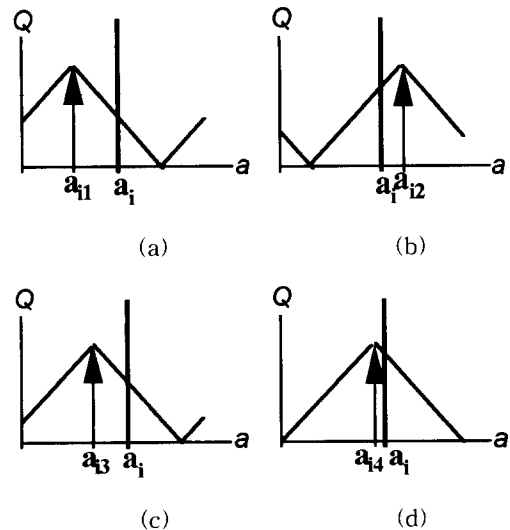 Q
a
a_i1 a_i
(a)
Q
a
a_i a_i2
(b)
Q
a
a_i3 a_i
(c)
Q
a
a_i4 a_i
(d)